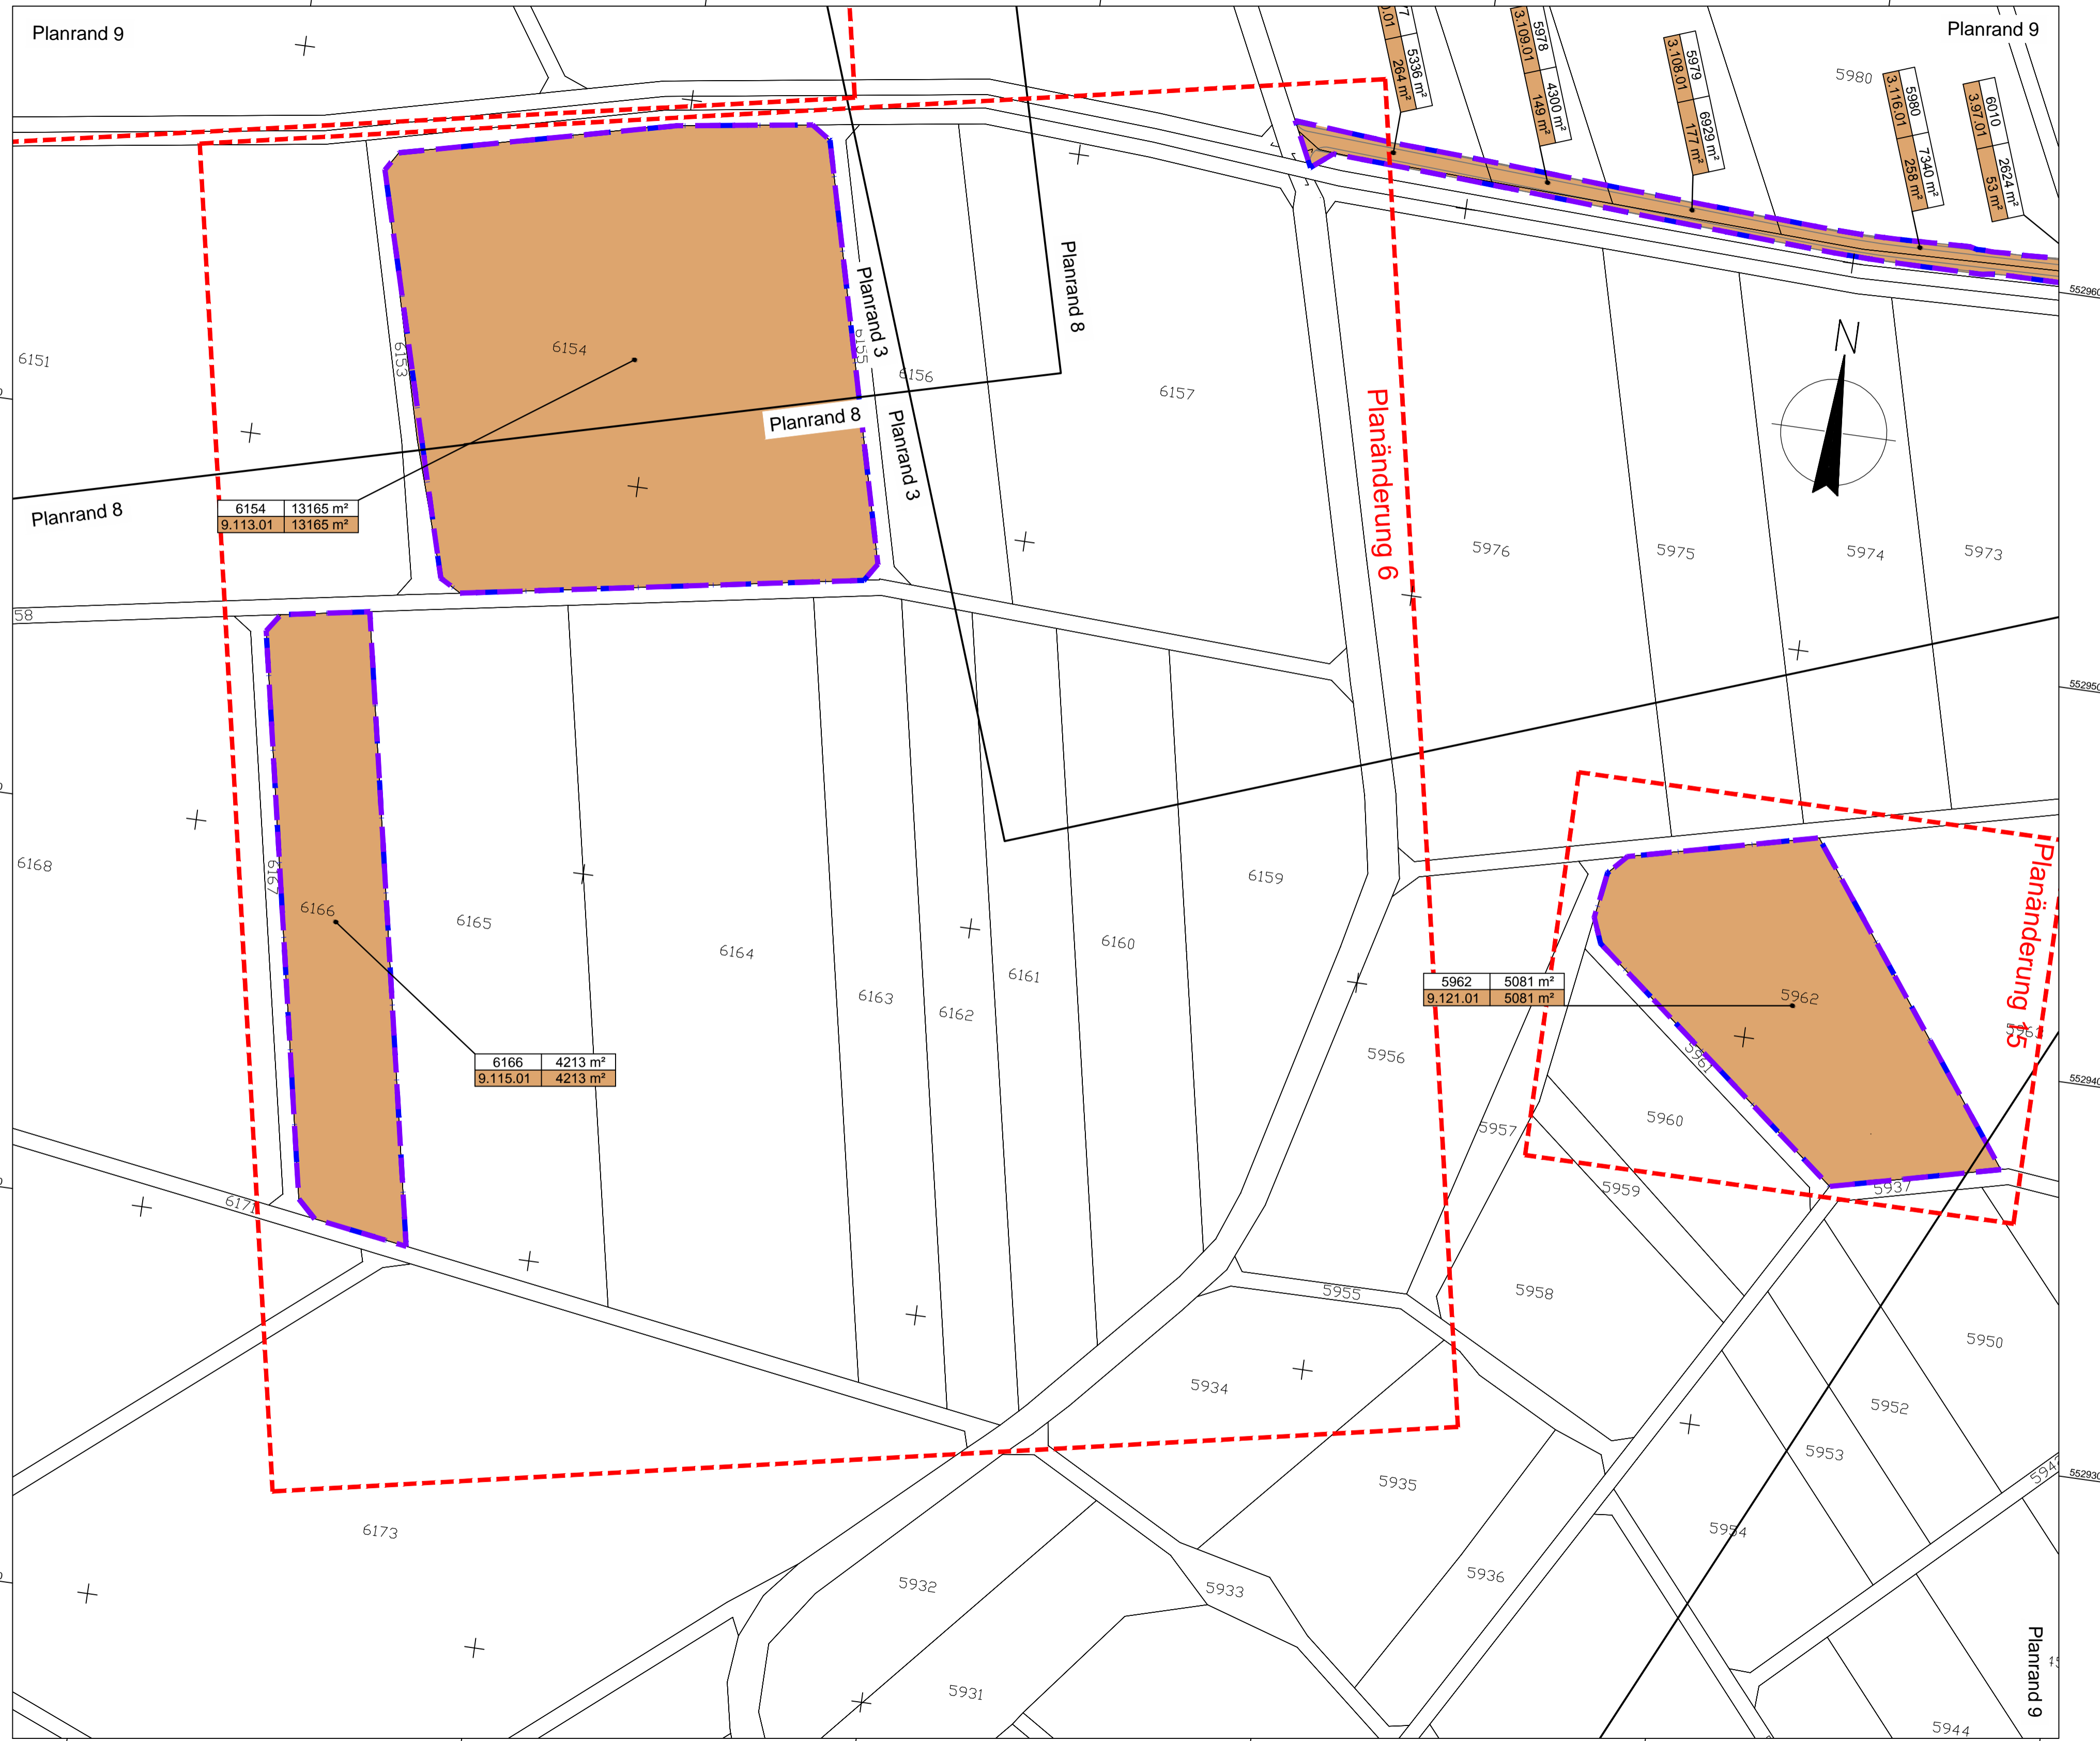 Planrand 9
Planrand 9
5336 m²
264 m²
5978
4300 m²
3.109.01
149 m²
5979
6929 m²
3.108.01
177 m²
5980
5980
7340 m²
3.116.01
258 m²
6010
2624 m²
3.97.01
53 m²
N
6151
6153
6154
6155
Planrand 3
Planrand 8
6156
6157
Planrand 8
Planrand 3
Planänderung 6
Planrand 8
6154 13165 m²
9.113.01 13165 m²
5976
5975
5974
5973
58
6168
6167
6166
6165
6164
6163
6162
6161
6160
6159
6166 4213 m²
9.115.01 4213 m²
5962 5081 m²
9.121.01 5081 m²
5962
Planänderung 15
5956
5957
5960
5959
5937
6171
5955
5958
5950
5934
5952
5953
5935
5954
6173
5932
5933
5936
5931
5944
Planrand 9